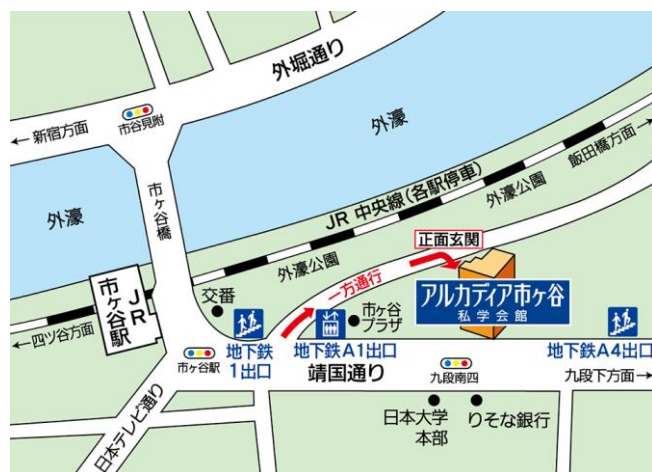 外堀通り
←新宿方面
市谷見附
外濠
飯田橋方面→
市ヶ谷橋
JR 中央線(各駅停車)
外濠公園
外濠
正面玄関
外濠公園
一方通行
JR
市ヶ谷駅
交番
市ヶ谷
プラザ
アルカディア市ヶ谷
私学会館
←四ツ谷方面
市ヶ谷駅
地下鉄
1出口
地下鉄A1出口
靖国通り
九段南四
地下鉄A4出口
九段下方面→
日本テレビ通り
日本大学
本部
りそな銀行